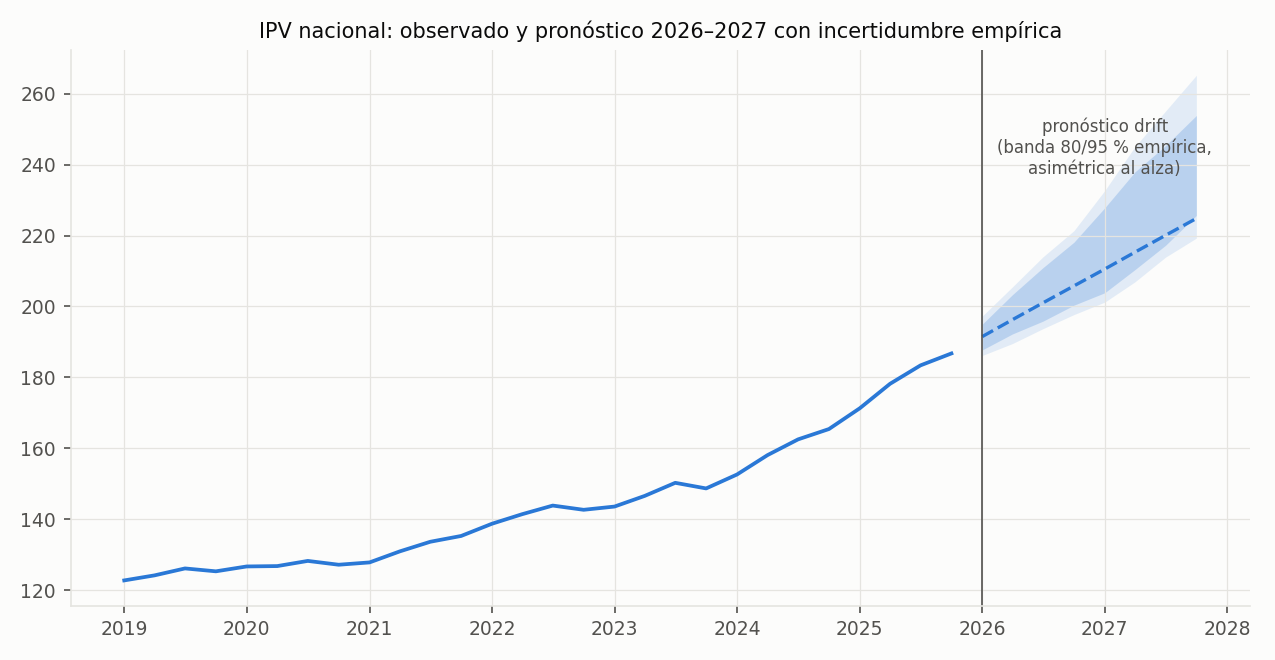 IPV nacional: observado y pronóstico 2026–2027 con incertidumbre empírica
260
240
220
200
180
160
140
120
pronóstico drift
(banda 80/95 % empírica,
asimétrica al alza)
2019 2020 2021 2022 2023 2024 2025 2026 2027 2028